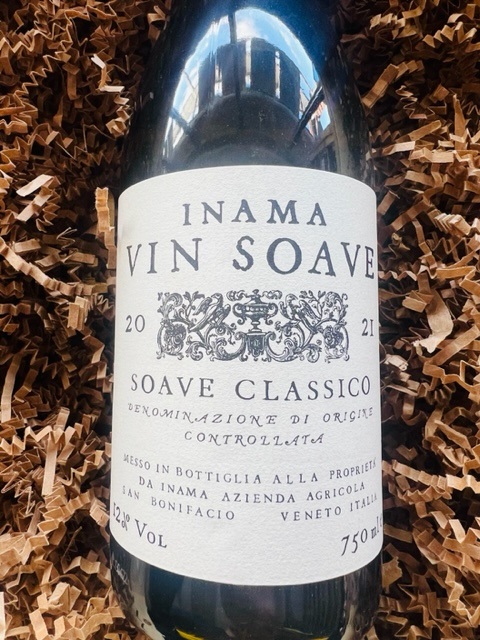 INAMA
VIN SOAVE
20 21
SOAVE CLASSICO
DENOMINAZIONE DI ORIGINE
CONTROLLATA
MESSO IN BOTTIGLIA ALLA PROPRIETÀ
DA INAMA AZIENDA AGRICOLA
SAN BONIFACIO VENETO ITALIA
VOL 750 ml